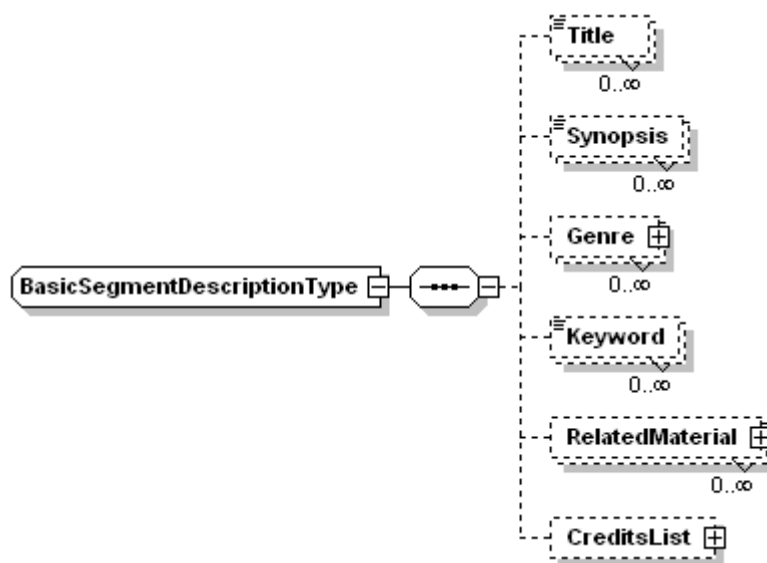 Title
0..∞
Synopsis
0..∞
Genre
0..∞
BasicSegmentDescriptionType
Keyword
0..∞
RelatedMaterial
0..∞
CreditsList